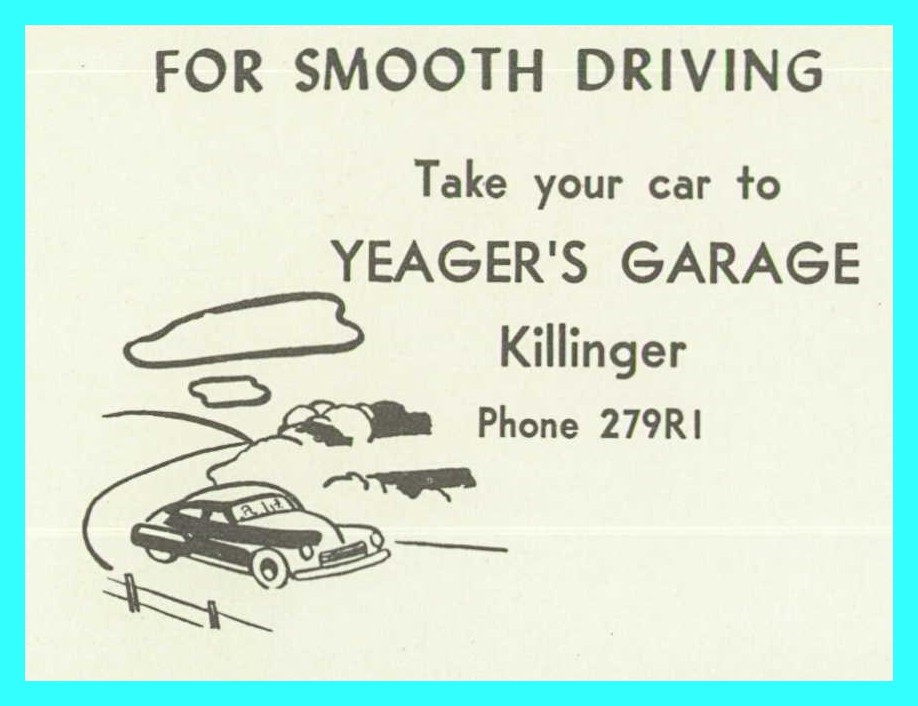 FOR SMOOTH DRIVING
Take your car to
YEAGER'S GARAGE
Killinger
Phone 279R1